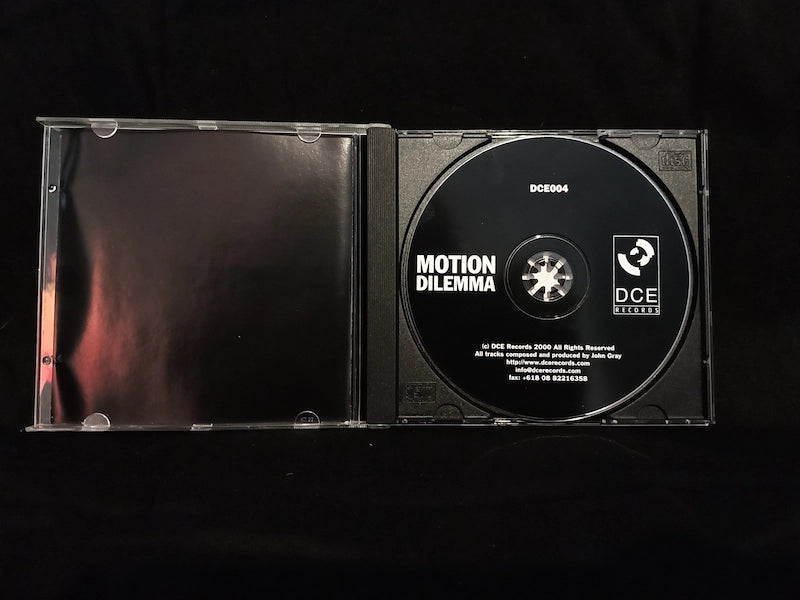 DCE004
MOTION
DILEMMA
DCE
RECORDS
(c) DCE Records 2000 All Rights Reserved
All tracks composed and produced by John Gray
http://www.dcerecords.com
info@dcerecords.com
fax: +618 08 82216358